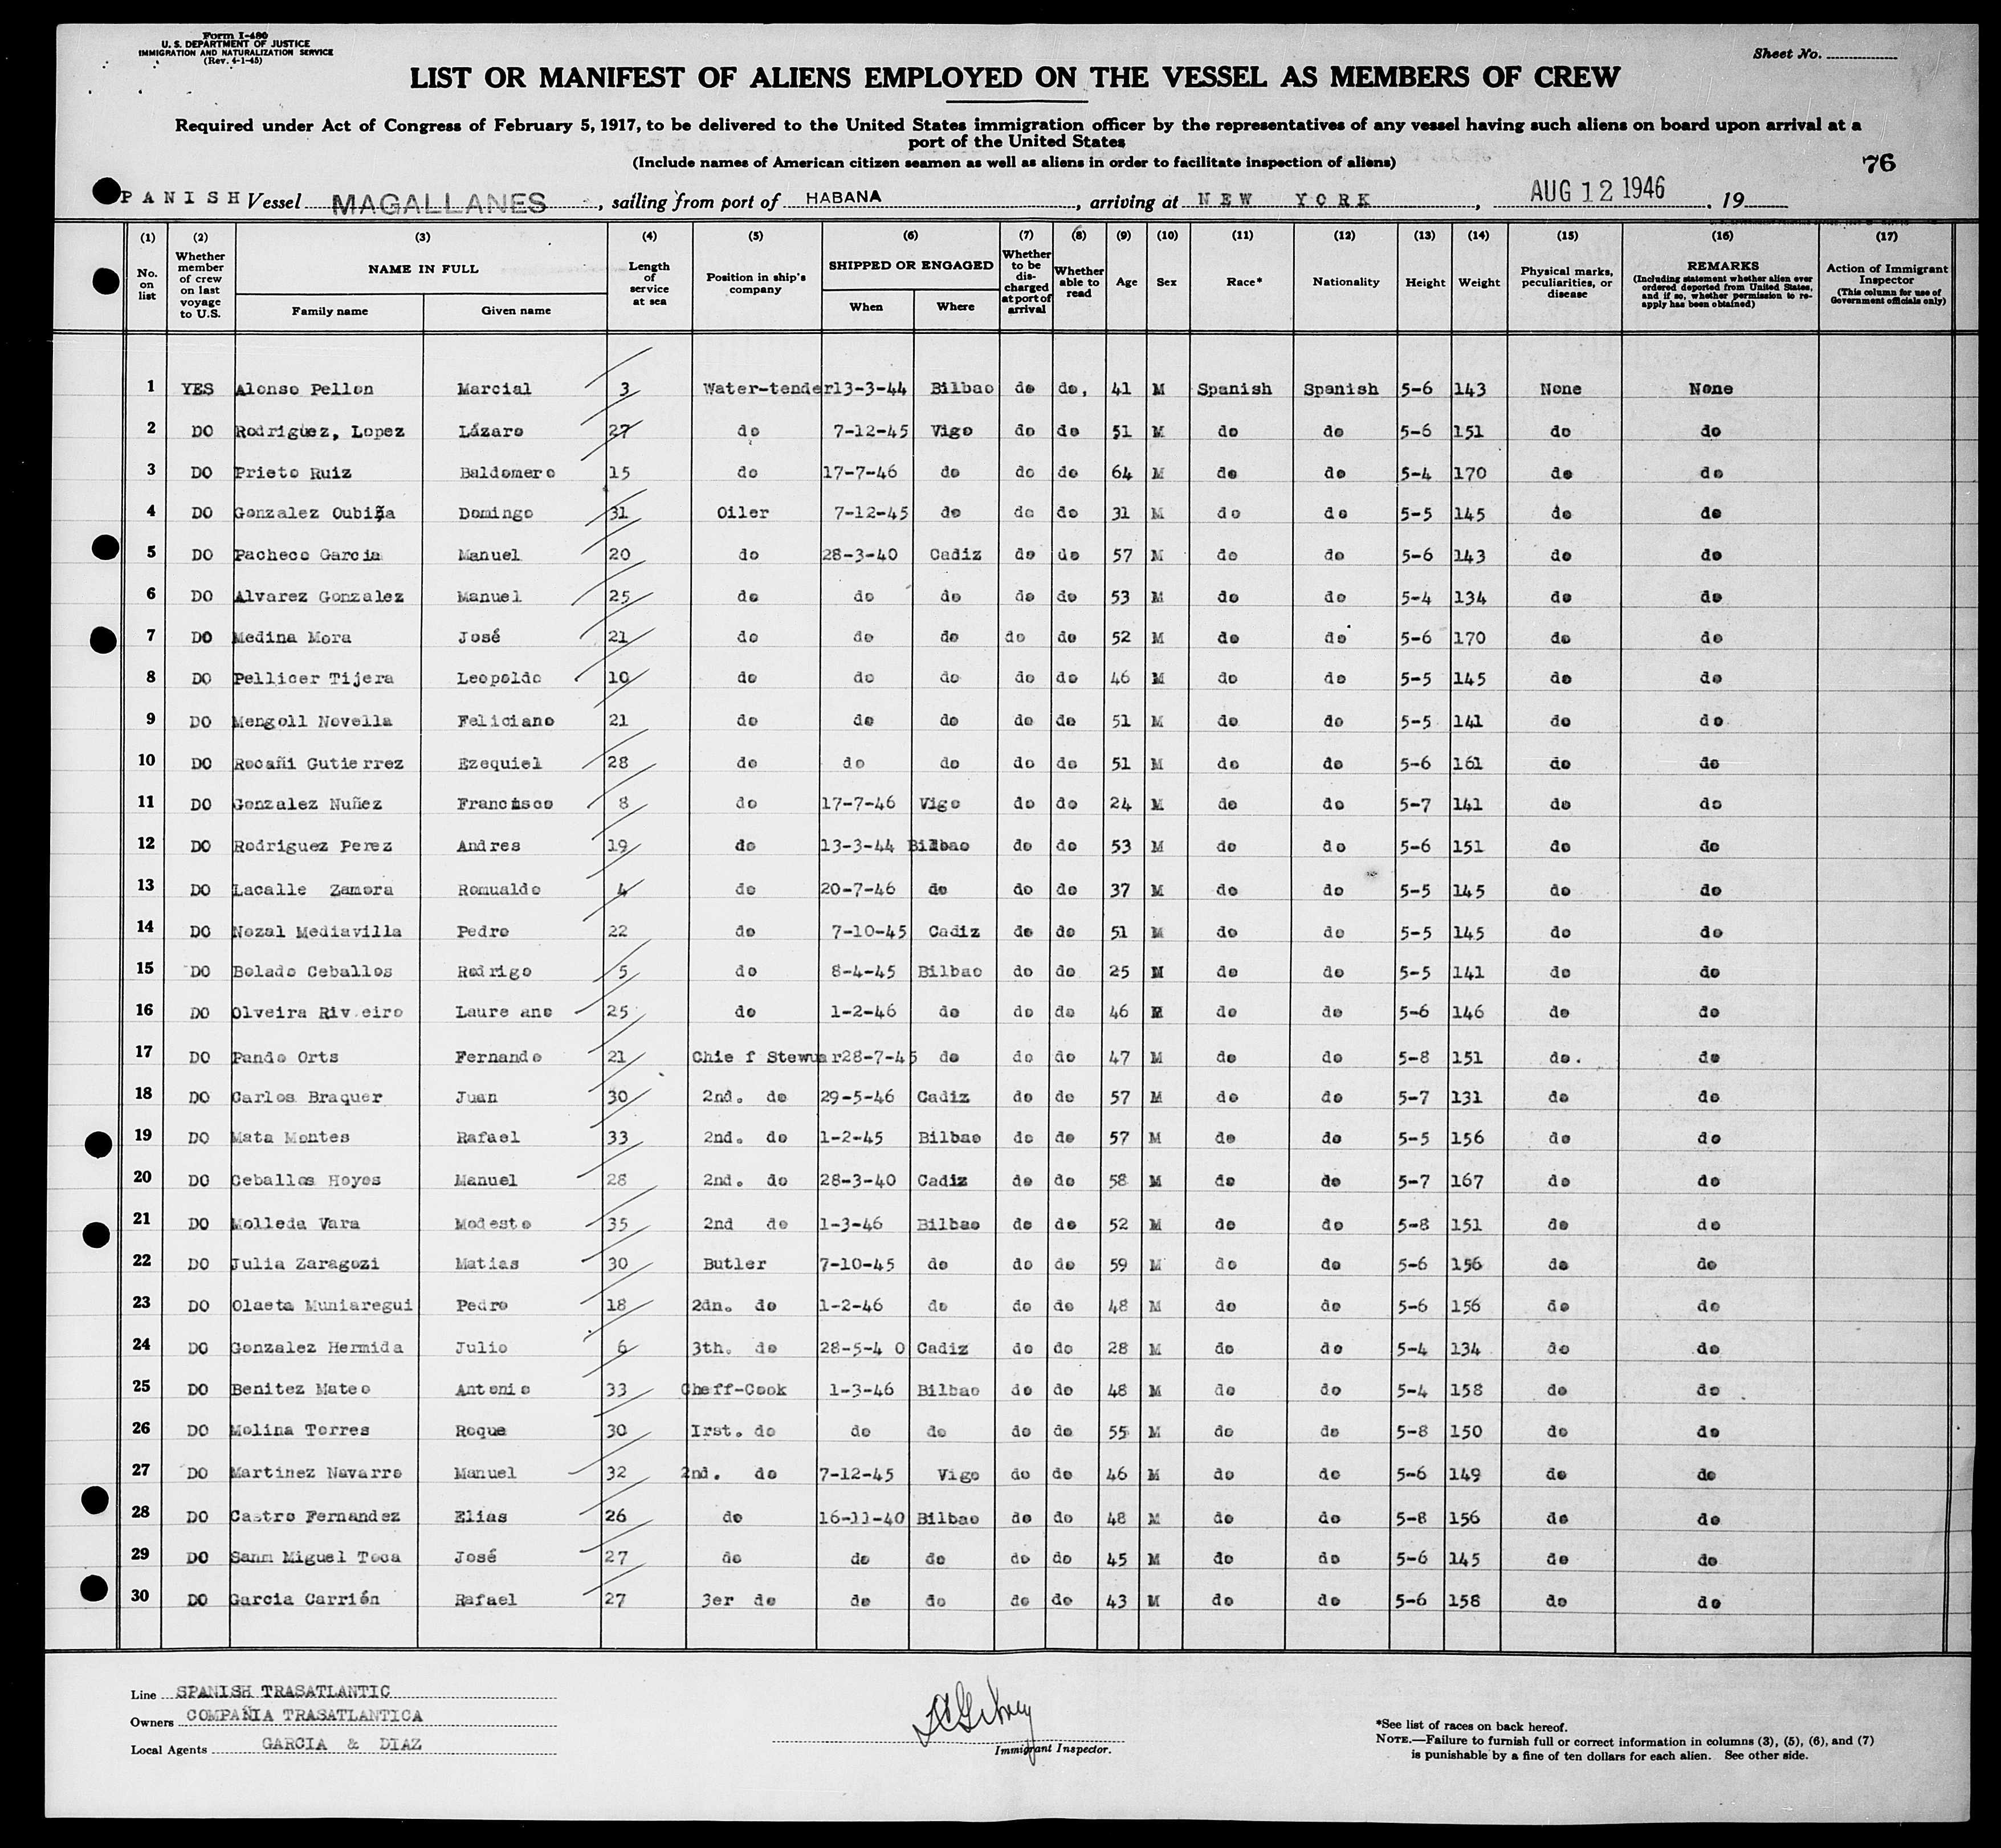 Form I-480
U. S. DEPARTMENT OF JUSTICE
IMMIGRATION AND NATURALIZATION SERVICE
(Rev. 4-1-45)
Sheet No.
LIST OR MANIFEST OF ALIENS EMPLOYED ON THE VESSEL AS MEMBERS OF CREW
Required under Act of Congress of February 5, 1917, to be delivered to the United States immigration officer by the representatives of any vessel having such aliens on board upon arrival at a
port of the United States
(Include names of American citizen seamen as well as aliens in order to facilitate inspection of aliens)
76
PANISH Vessel MAGALLANES, sailing from port of HABANA, arriving at NEW YORK, AUG 12 1946, 19
(1) (2) (3) (4) (5) (6) (7) (8) (9) (10) (11) (12) (13) (14) (15) (16) (17)
No. on list
Whether member of crew on last voyage to U.S.
NAME IN FULL
Family name
Given name
Length of service at sea
Position in ship's company
SHIPPED OR ENGAGED
When
Where
Whether to be discharged at port of arrival
Whether able to read
Age
Sex
Race*
Nationality
Height
Weight
Physical marks, peculiarities, or disease
REMARKS
(Including statement whether alien ever ordered deported from United States, and if so, whether permission to reapply has been obtained)
Action of Immigrant Inspector
(This column for use of Government officials only)
1 YES Alonso Pellon Marcial 3 Water-tender 13-3-44 Bilbao do do, 41 M Spanish Spanish 5-6 143 None None
2 DO Rodriguez, Lopez Lázaro 27 do 7-12-45 Vigo do do 51 M do do 5-6 151 do do
3 DO Prieto Ruiz Baldomero 15 do 17-7-46 do do do 64 M do do 5-4 170 do do
4 DO Gonzalez Oubiña Domingo 31 Oiler 7-12-45 do do do 31 M do do 5-5 145 do do
5 DO Pacheco Garcia Manuel 20 do 28-3-40 Cadiz do do 57 M do do 5-6 143 do do
6 DO Alvarez Gonzalez Manuel 25 do do do do do 53 M do do 5-4 134 do do
7 DO Medina Mora José 21 do do do do do 52 M do do 5-6 170 do do
8 DO Pellicer Tijera Leopoldo 10 do do do do do 46 M do do 5-5 145 do do
9 DO Mengoll Novella Feliciano 21 do do do do do 51 M do do 5-5 141 do do
10 DO Rocañi Gutierrez Ezequiel 28 do do do do do 51 M do do 5-6 161 do do
11 DO Gonzalez Nuñez Francisco 8 do 17-7-46 Vigo do do 24 M do do 5-7 141 do do
12 DO Rodriguez Perez Andres 19 do 13-3-44 Bilbao do do 53 M do do 5-6 151 do do
13 DO Lacalle Zamora Romualdo 4 do 20-7-46 do do do 37 M do do 5-5 145 do do
14 DO Nozal Mediavilla Pedro 22 do 7-10-45 Cadiz do do 51 M do do 5-5 145 do do
15 DO Bolado Ceballos Rodrigo 5 do 8-4-45 Bilbao do do 25 M do do 5-5 141 do do
16 DO Olveira Riv eiro Laure ano 25 do 1-2-46 do do do 46 M do do 5-6 146 do do
17 DO Pando Orts Fernando 21 Chie f Stewuar 28-7-45 do do do 47 M do do 5-8 151 do. do
18 DO Carlos Braquer Juan 30 2nd. do 29-5-46 Cadiz do do 57 M do do 5-7 131 do do
19 DO Mata Montes Rafael 33 2nd. do 1-2-45 Bilbao do do 57 M do do 5-5 156 do do
20 DO Ceballos Hoyos Manuel 28 2nd. do 28-3-40 Cadiz do do 58 M do do 5-7 167 do do
21 DO Molleda Vara Modesto 35 2nd do 1-3-46 Bilbao do do 52 M do do 5-8 151 do do
22 DO Julia Zaragozi Matias 30 Butler 7-10-45 do do do 59 M do do 5-6 156 do do
23 DO Olaeta Muniaregui Pedro 18 2dn. do 1-2-46 do do do 48 M do do 5-6 156 do do
24 DO Gonzalez Hermida Julio 6 3th. do 28-5-4 0 Cadiz do do 28 M do do 5-4 134 do do
25 DO Benitez Mateo Antonio 33 Cheff-Cook 1-3-46 Bilbao do do 48 M do do 5-4 158 do do
26 DO Molina Torres Roque 30 Irst. do do do do do 55 M do do 5-8 150 do do
27 DO Martinez Navarro Manuel 32 2nd. do 7-12-45 Vigo do do 46 M do do 5-6 149 do do
28 DO Castro Fernandez Elias 26 do 16-11-40 Bilbao do do 48 M do do 5-8 156 do do
29 DO Sanm Miguel Toca José 27 do do do do do 45 M do do 5-6 145 do do
30 DO Garcia Carrión Rafael 27 3er do do do do do 43 M do do 5-6 158 do do
Line SPANISH TRASATLANTIC
Owners COMPAÑIA TRASATLANTICA
Local Agents GARCIA & DIAZ
Immigrant Inspector.
*See list of races on back hereof.
NOTE.—Failure to furnish full or correct information in columns (3), (5), (6), and (7)
is punishable by a fine of ten dollars for each alien. See other side.